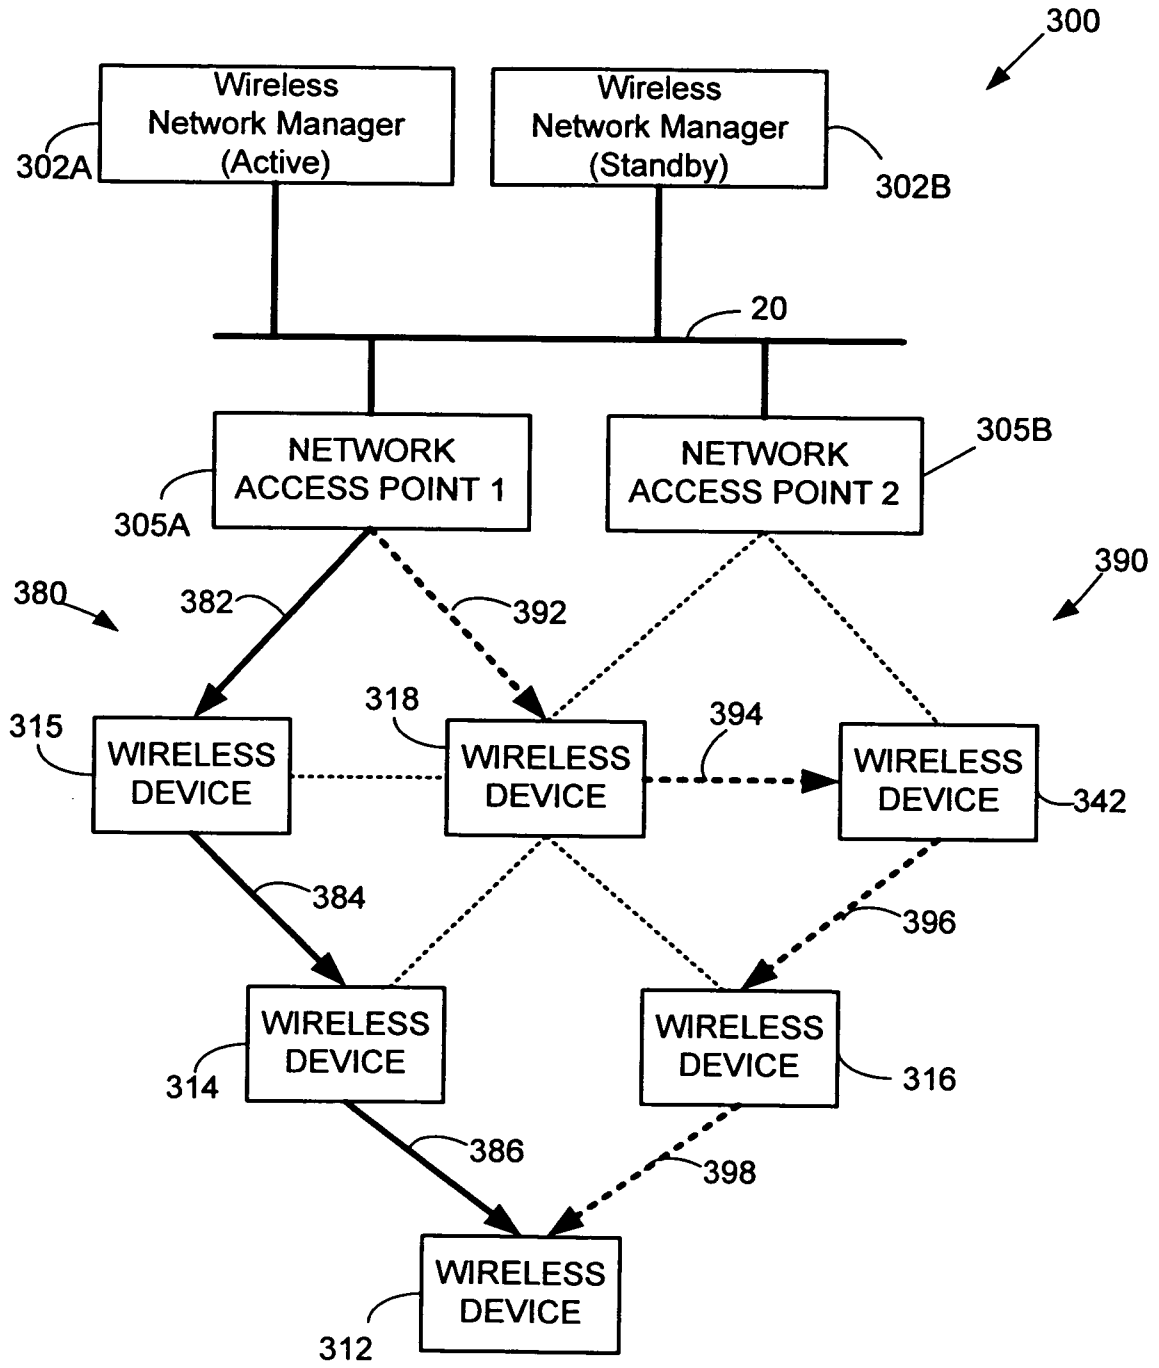 300
Wireless
Network Manager
(Active)
Wireless
Network Manager
(Standby)
302A
302B
20
NETWORK
ACCESS POINT 1
NETWORK
ACCESS POINT 2
305A
305B
380
382
392
390
315
318
394
WIRELESS
DEVICE
WIRELESS
DEVICE
WIRELESS
DEVICE
342
384
396
WIRELESS
DEVICE
WIRELESS
DEVICE
314
316
386
398
WIRELESS
DEVICE
312